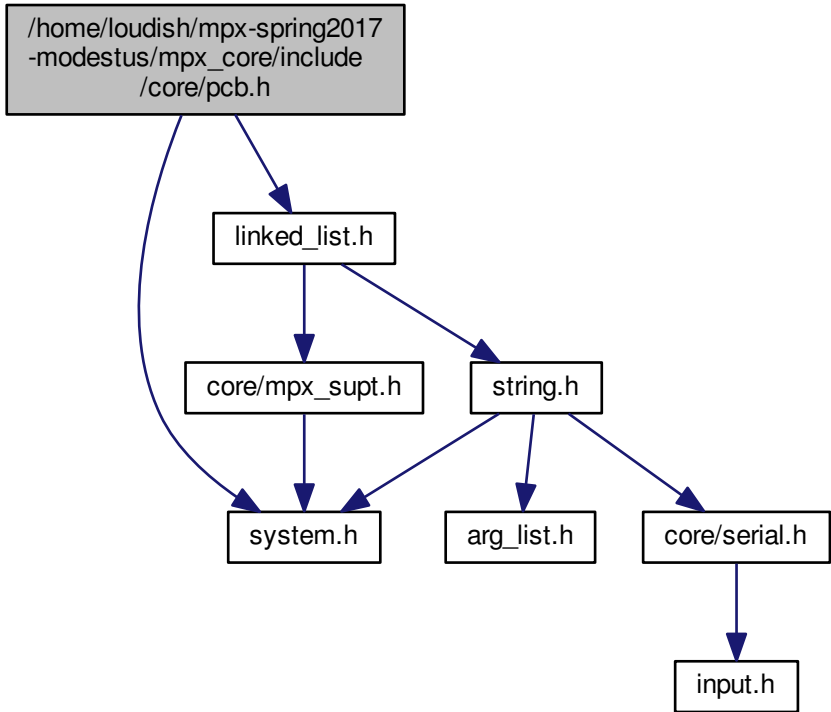 /home/loudish/mpx-spring2017
-modestus/mpx_core/include
/core/pcb.h
linked_list.h
core/mpx_supt.h
string.h
system.h
arg_list.h
core/serial.h
input.h